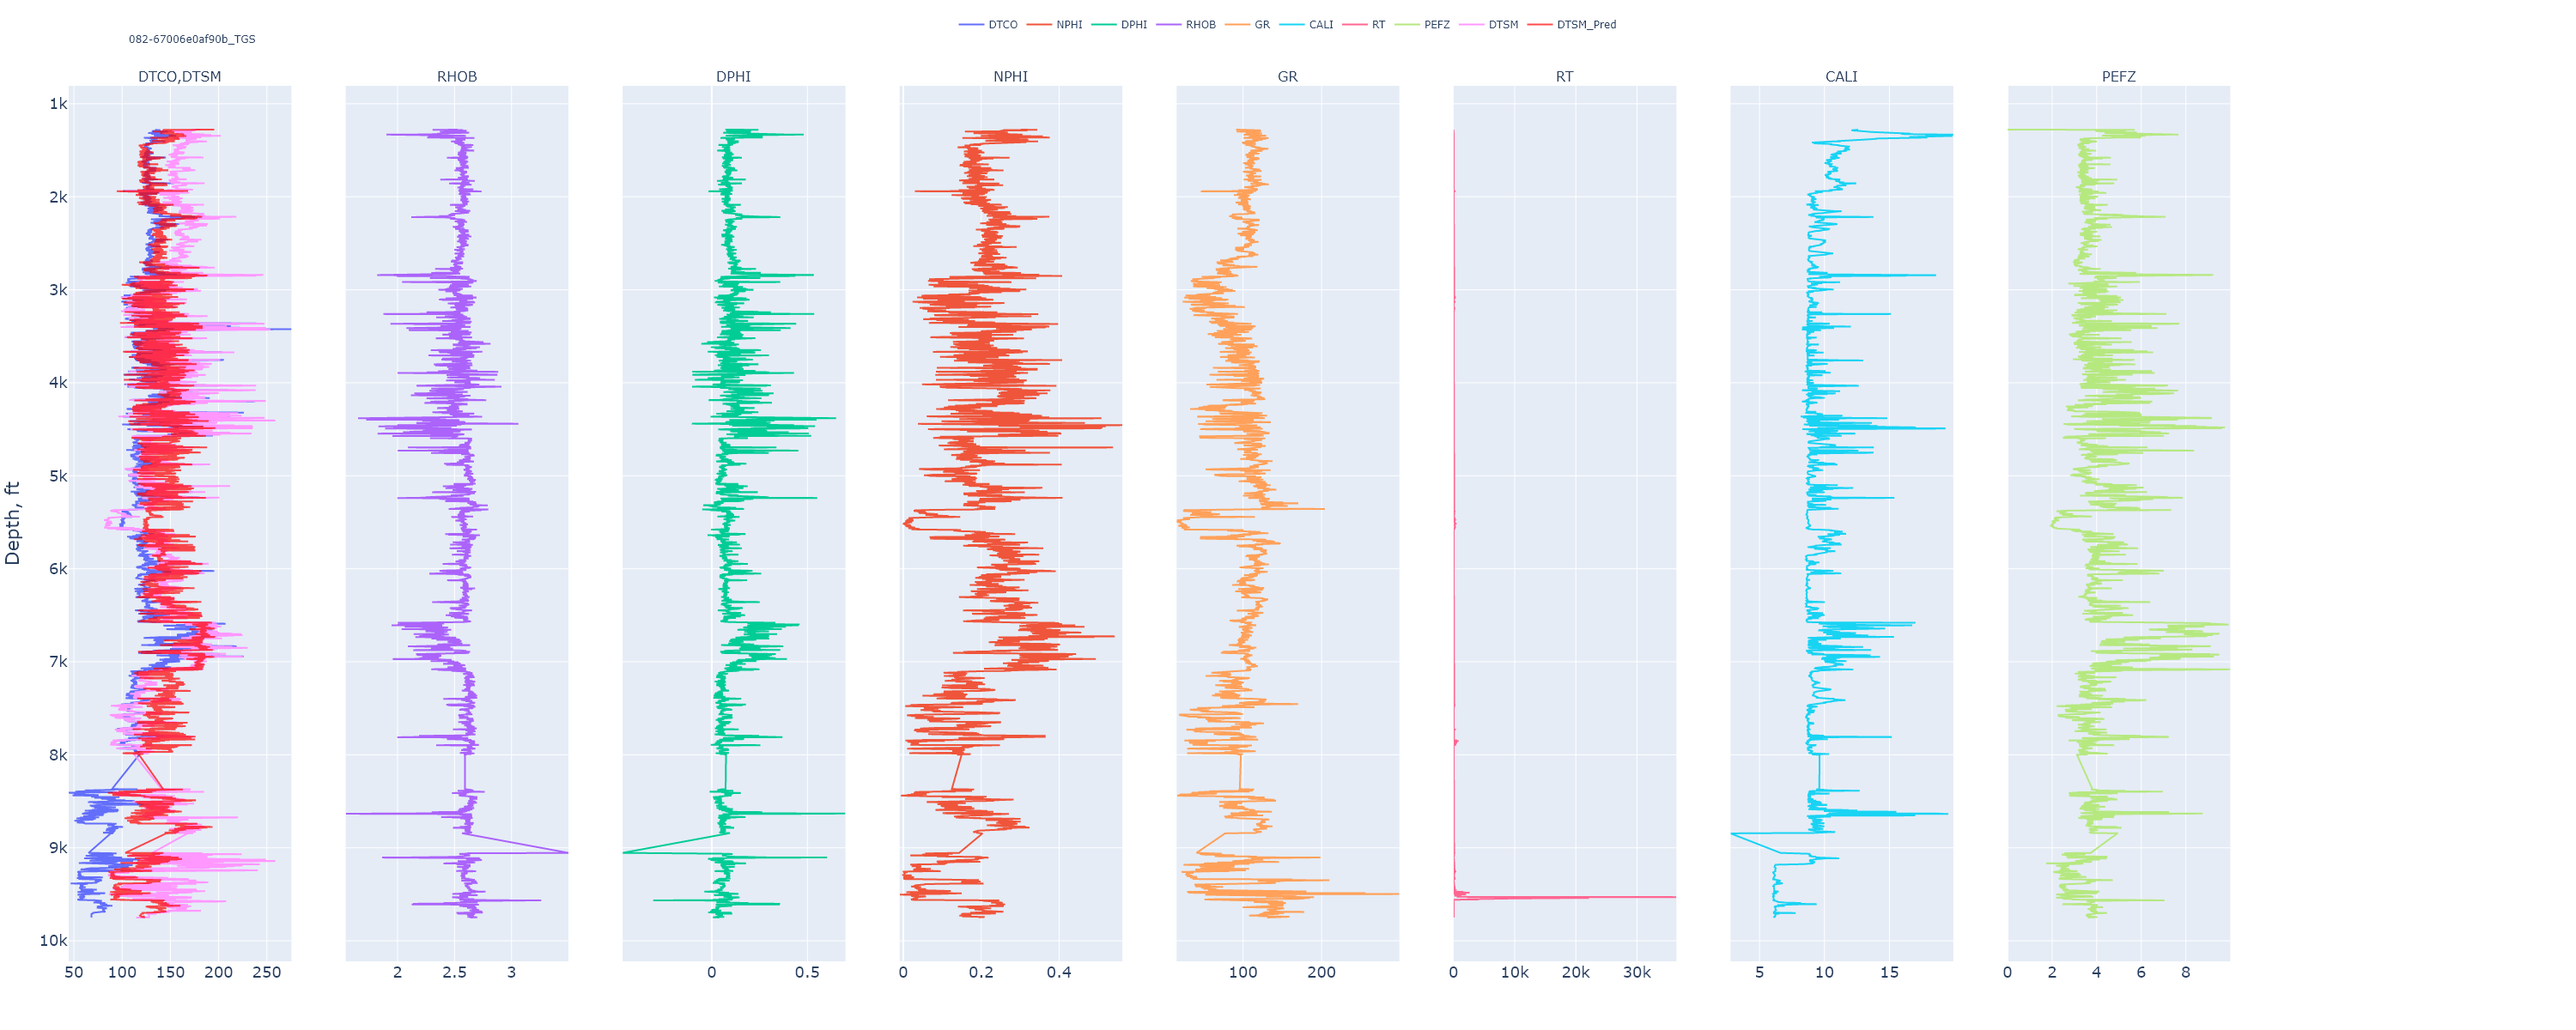 DTCO NPHI DPHI RHOB GR CALI RT PEFZ DTSM DTSM_Pred
082-67006e0af90b_TGS
DTCO,DTSM RHOB DPHI NPHI GR RT CALI PEFZ
Depth, ft
1k
2k
3k
4k
5k
6k
7k
8k
9k
10k
50 100 150 200 250 2 2.5 3 0 0.5 0 0.2 0.4 100 200 0 10k 20k 30k 5 10 15 0 2 4 6 8